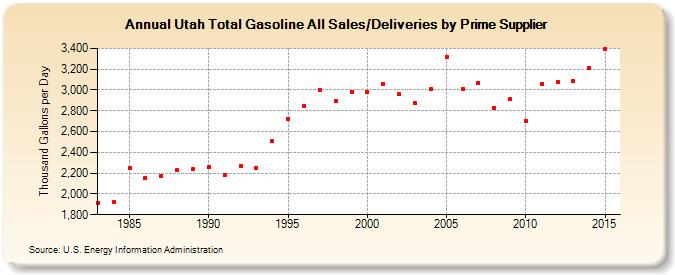 Annual Utah Total Gasoline All Sales/Deliveries by Prime Supplier
Thousand Gallons per Day
3,400
3,200
3,000
2,800
2,600
2,400
2,200
2,000
1,800
1985 1990 1995 2000 2005 2010 2015
Source: U.S. Energy Information Administration